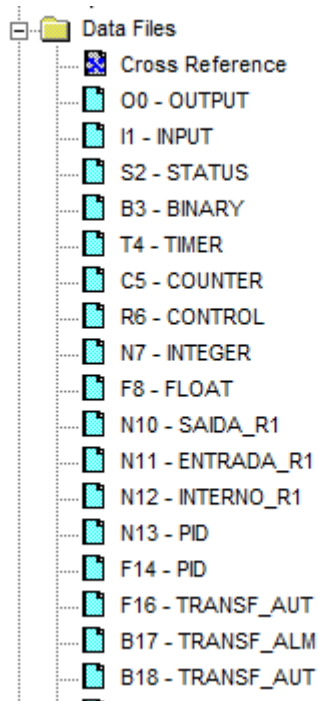 Data Files
Cross Reference
O0 - OUTPUT
I1 - INPUT
S2 - STATUS
B3 - BINARY
T4 - TIMER
C5 - COUNTER
R6 - CONTROL
N7 - INTEGER
F8 - FLOAT
N10 - SAIDA_R1
N11 - ENTRADA_R1
N12 - INTERNO_R1
N13 - PID
F14 - PID
F16 - TRANSF_AUT
B17 - TRANSF_ALM
B18 - TRANSF_AUT